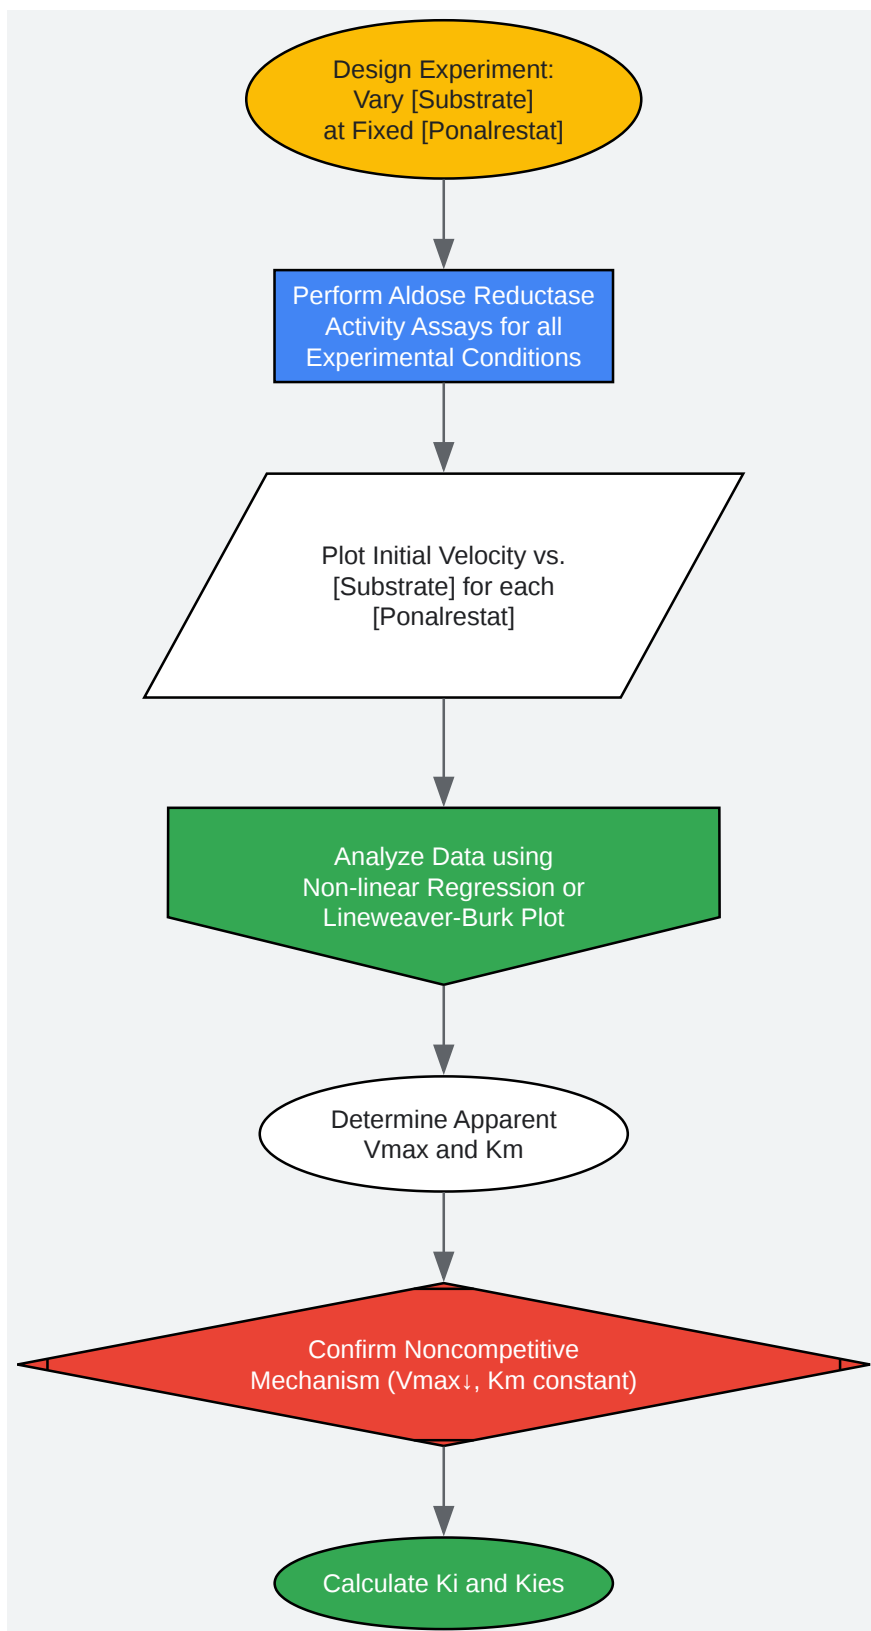 Design Experiment:
Vary [Substrate]
at Fixed [Ponalrestat]
Perform Aldose Reductase
Activity Assays for all
Experimental Conditions
Plot Initial Velocity vs.
[Substrate] for each
[Ponalrestat]
Analyze Data using
Non-linear Regression or
Lineweaver-Burk Plot
Determine Apparent
Vmax and Km
Confirm Noncompetitive
Mechanism (Vmax↓, Km constant)
Calculate Ki and Kies